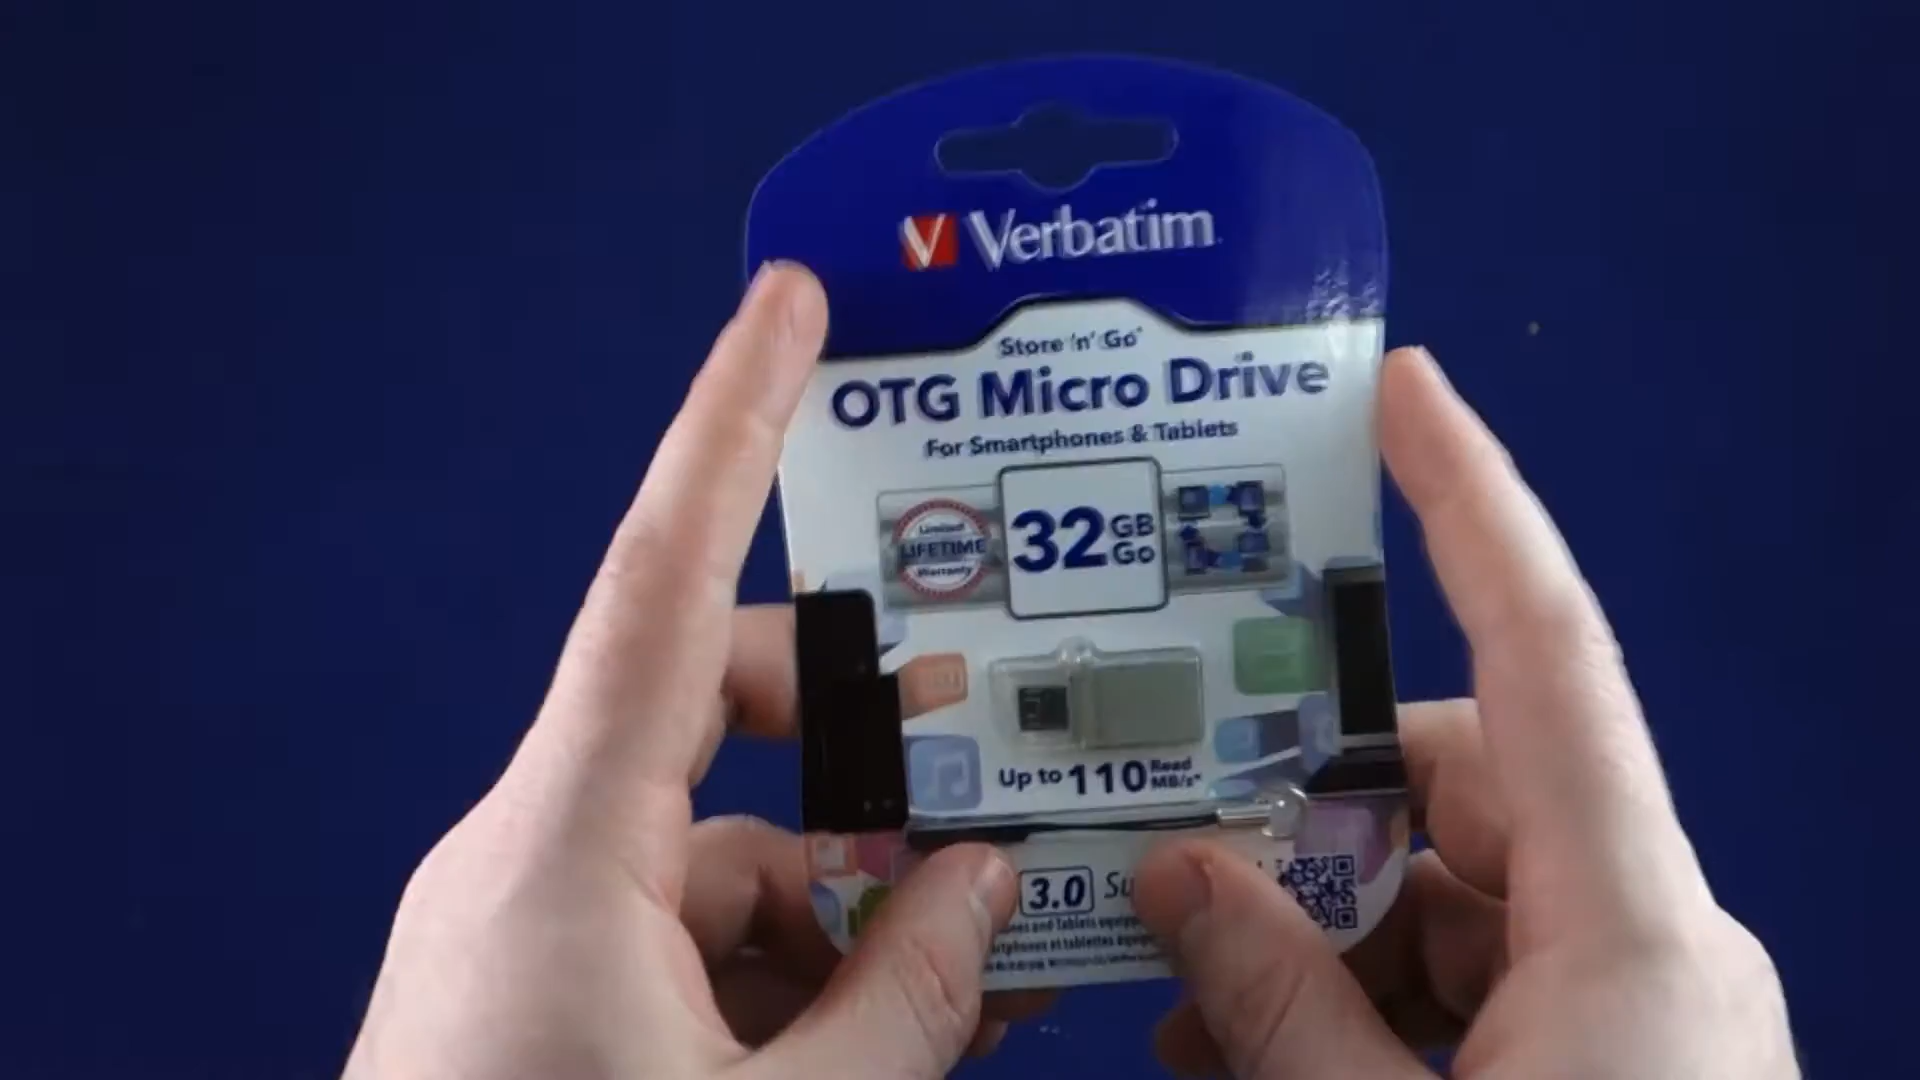 Verbatim
Store 'n' Go
OTG Micro Drive
For Smartphones & Tablets
Limited
LIFETIME
Warranty
32 GB
Go
Up to 110 Read
MB/s*
3.0